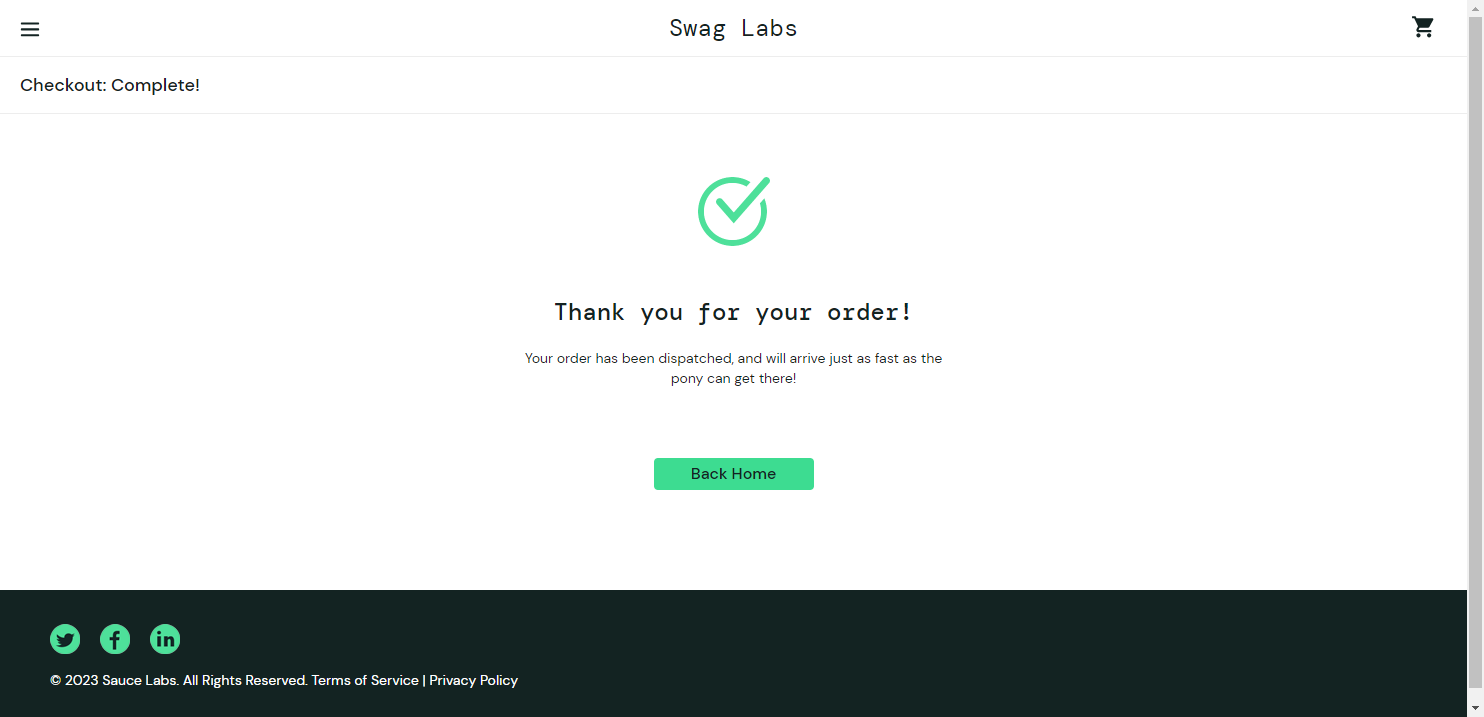 Swag Labs
Checkout: Complete!
Thank you for your order!
Your order has been dispatched, and will arrive just as fast as the
pony can get there!
Back Home
© 2023 Sauce Labs. All Rights Reserved. Terms of Service | Privacy Policy